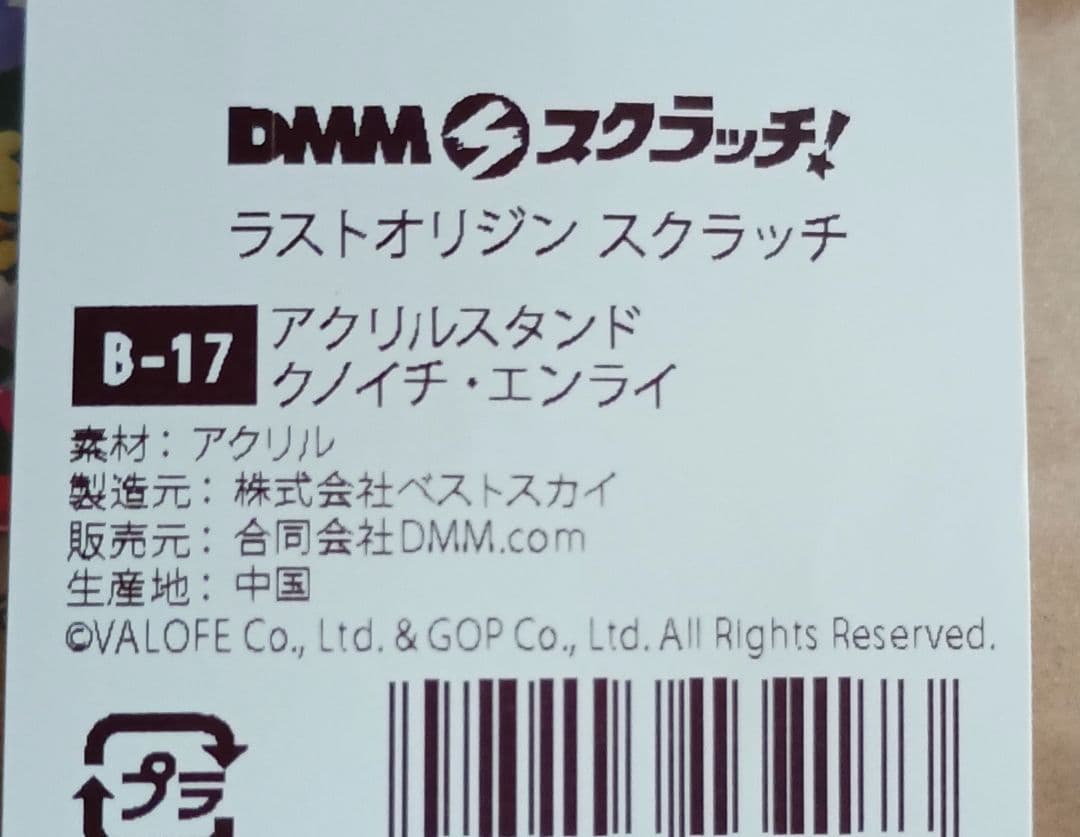 DMM スクラッチ!
ラストオリジン スクラッチ
B-17
アクリルスタンド
クノイチ・エンライ
素材：アクリル
製造元：株式会社ベストスカイ
販売元：合同会社DMM.com
生産地：中国
©VALOFE Co., Ltd. & GOP Co., Ltd. All Rights Reserved.
プラ